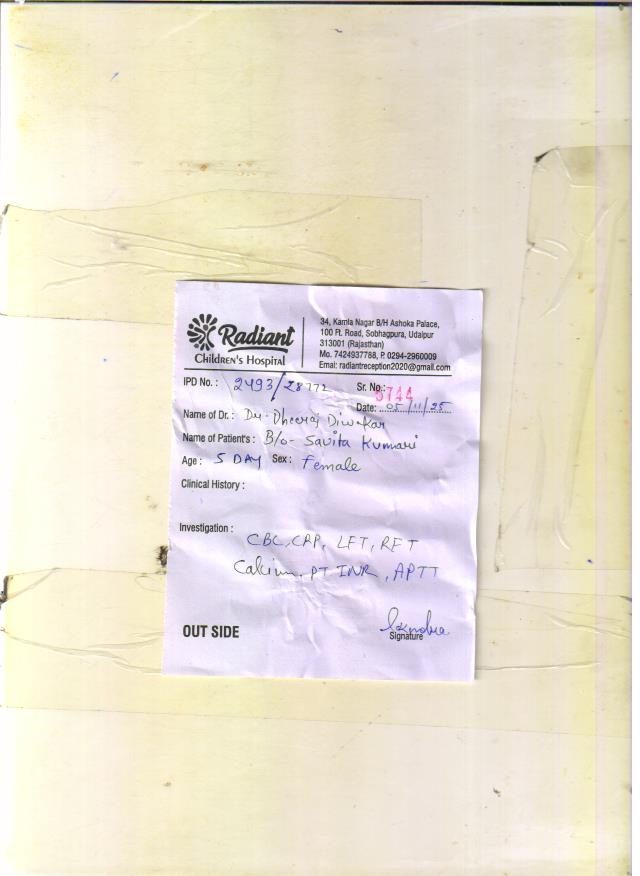 Radiant
Children's Hospital
34, Kamla Nagar B/H Ashoka Palace,
100 Ft. Road, Sobhagpura, Udaipur
313001 (Rajasthan)
Mo. 7424937788, P. 0294-2960009
Emal: radiantreception2020@gmail.com
IPD No.: 2493/28772 Sr. No.: 5744
Date: 05/11/25
Name of Dr.: Dr. Dheeraj Diwakar
Name of Patient's: B/o- Savita Kumari
Age: 5 DAY Sex: Female
Clinical History:
Investigation:
CBC, CRP, LFT, RFT
Calcium, PT INR, APTT
OUT SIDE
Signature